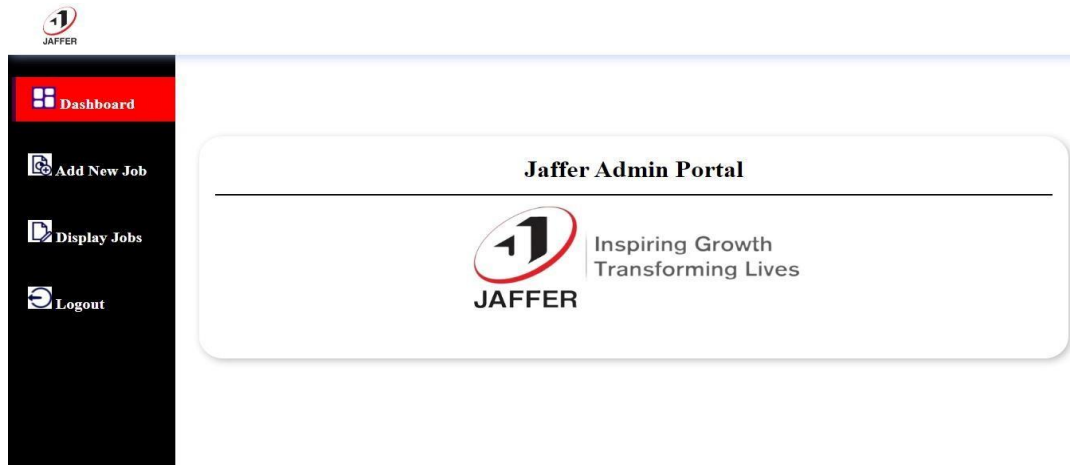 JAFFER
Dashboard
Add New Job
Display Jobs
Logout
Jaffer Admin Portal
Inspiring Growth
Transforming Lives
JAFFER